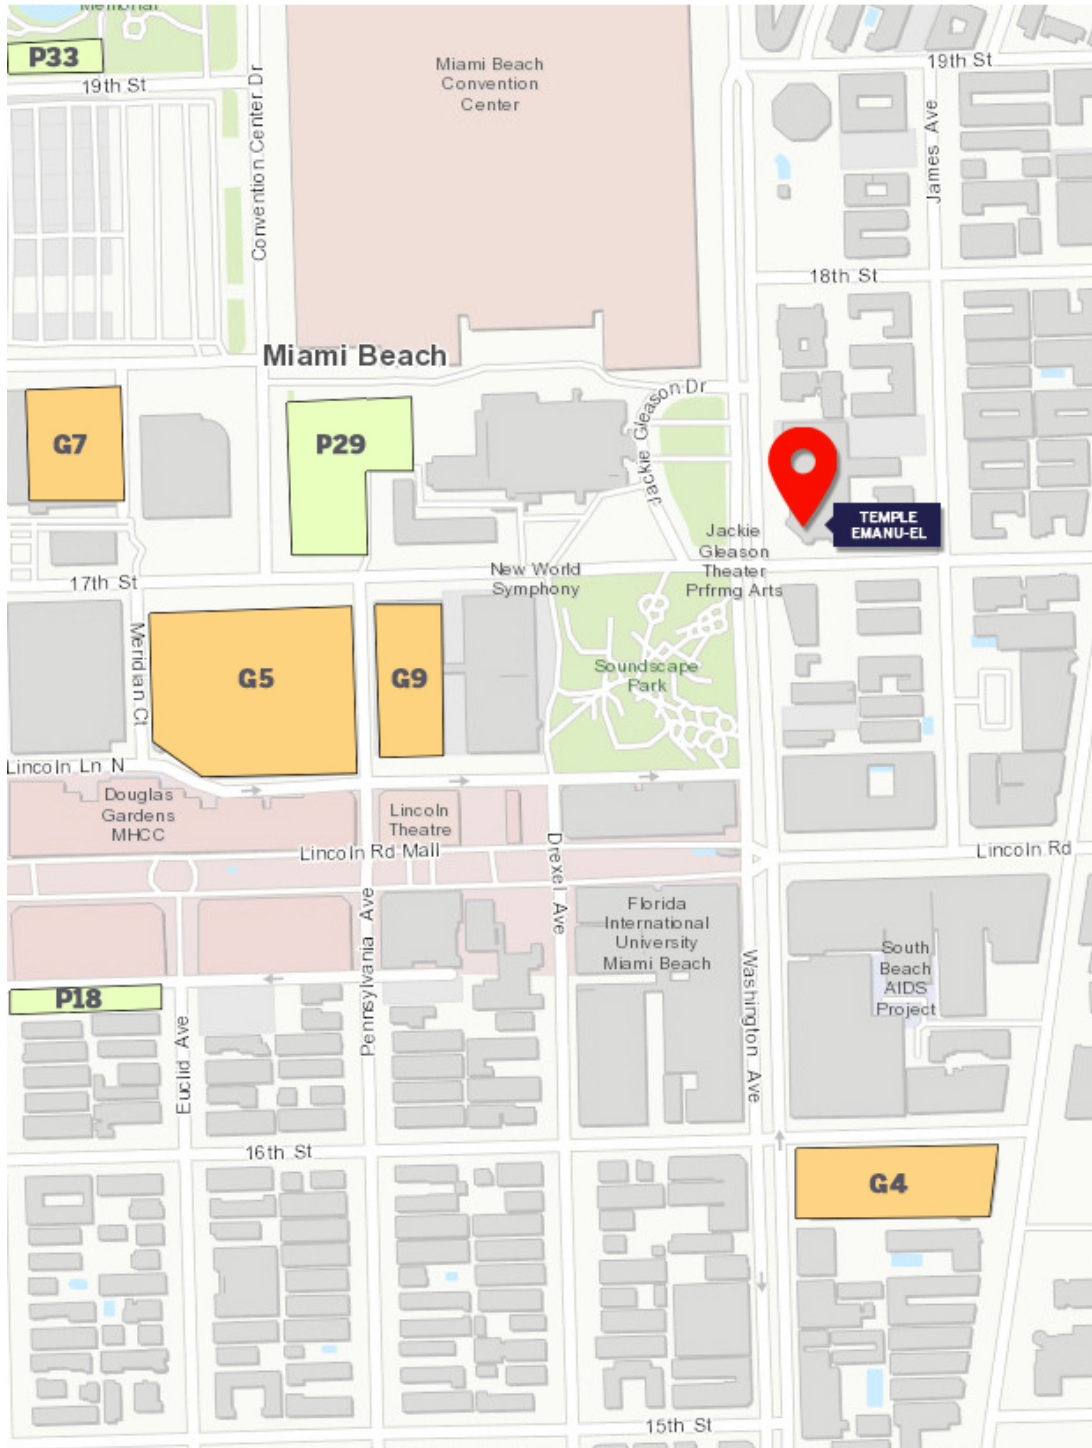 Memorial
P33
19th St
Convention Center Dr
Miami Beach
Convention
Center
19th St
James Ave
18th St
Miami Beach
Jackie Gleason Dr
G7
P29
TEMPLE
EMANU-EL
Jackie
Gleason
Theater
Prfrmg Arts
New World
Symphony
17th St
Meridian Ct
G5
G9
Soundscape
Park
Lincoln Ln N
Douglas
Gardens
MHCC
Lincoln
Theatre
Lincoln Rd Mall
Drexel Ave
Lincoln Rd
Florida
International
University
Miami Beach
South
Beach
AIDS
Project
Pennsylvania Ave
Washington Ave
P18
Euclid Ave
16th St
G4
15th St